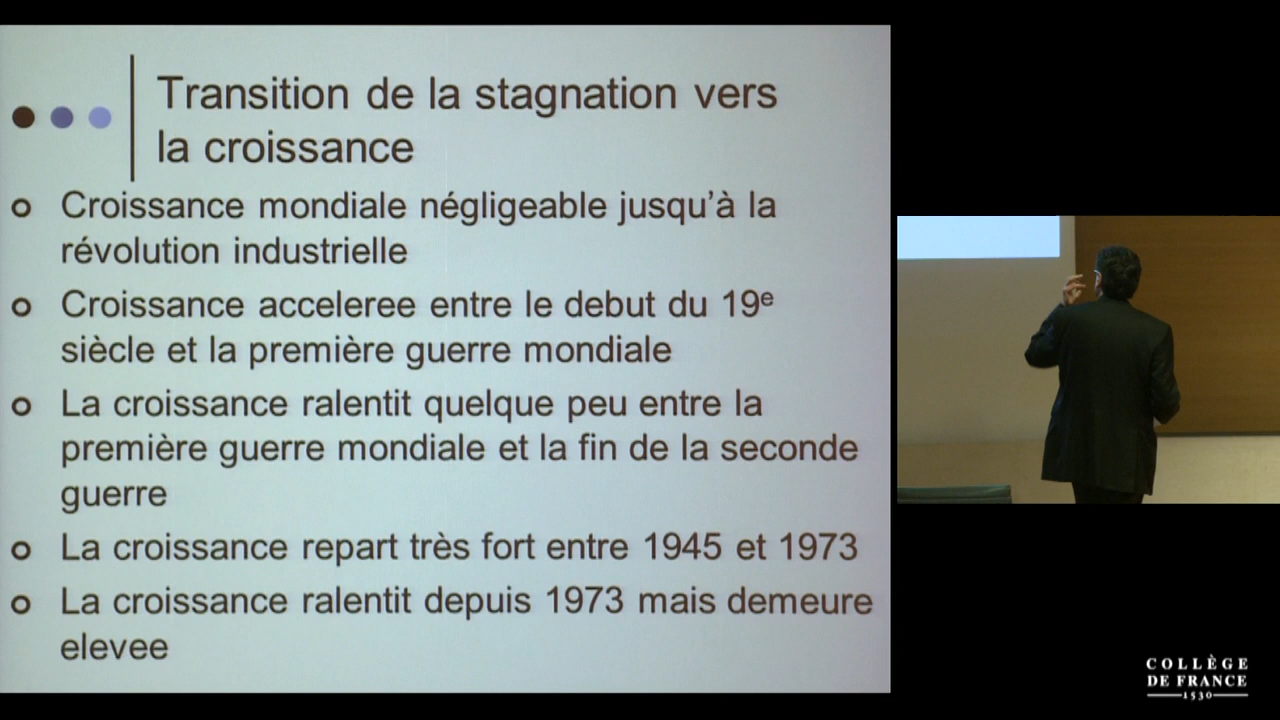 Transition de la stagnation vers
la croissance
Croissance mondiale négligeable jusqu'à la
révolution industrielle
Croissance acceleree entre le debut du 19e
siècle et la première guerre mondiale
La croissance ralentit quelque peu entre la
première guerre mondiale et la fin de la seconde
guerre
La croissance repart très fort entre 1945 et 1973
La croissance ralentit depuis 1973 mais demeure
elevee
COLLÈGE
DE FRANCE
1530